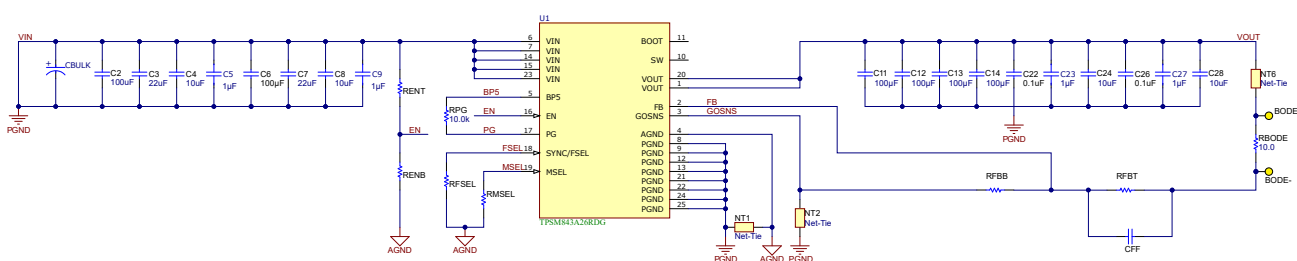 U1
VIN
VOUT
6 VIN
7 VIN
14 VIN
15 VIN
23 VIN
5 BP5
16 EN
17 PG
18 SYNC/FSEL
19 MSEL
BOOT 11
SW 10
VOUT 20
VOUT 1
FB 2
GOSNS 3
AGND 4
PGND 8
PGND 9
PGND 12
PGND 13
PGND 21
PGND 22
PGND 24
PGND 25
TPSM843A26RDG
+
CBULK
C2
100uF
C3
22uF
C4
10uF
C5
1µF
C6
100µF
C7
22uF
C8
10uF
C9
1µF
PGND
RENT
EN
RENB
AGND
BP5
RPG
10.0k
EN
PG
FSEL
MSEL
RFSEL
RMSEL
AGND
FB
GOSNS
NT1
Net-Tie
PGND
AGND
NT2
Net-Tie
PGND
C11
100µF
C12
100µF
C13
100µF
C14
100µF
C22
0.1uF
C23
1µF
C24
10uF
C26
0.1uF
C27
1µF
C28
10uF
PGND
NT6
Net-Tie
BODE
RBODE
10.0
BODE-
RFBB
RFBT
CFF